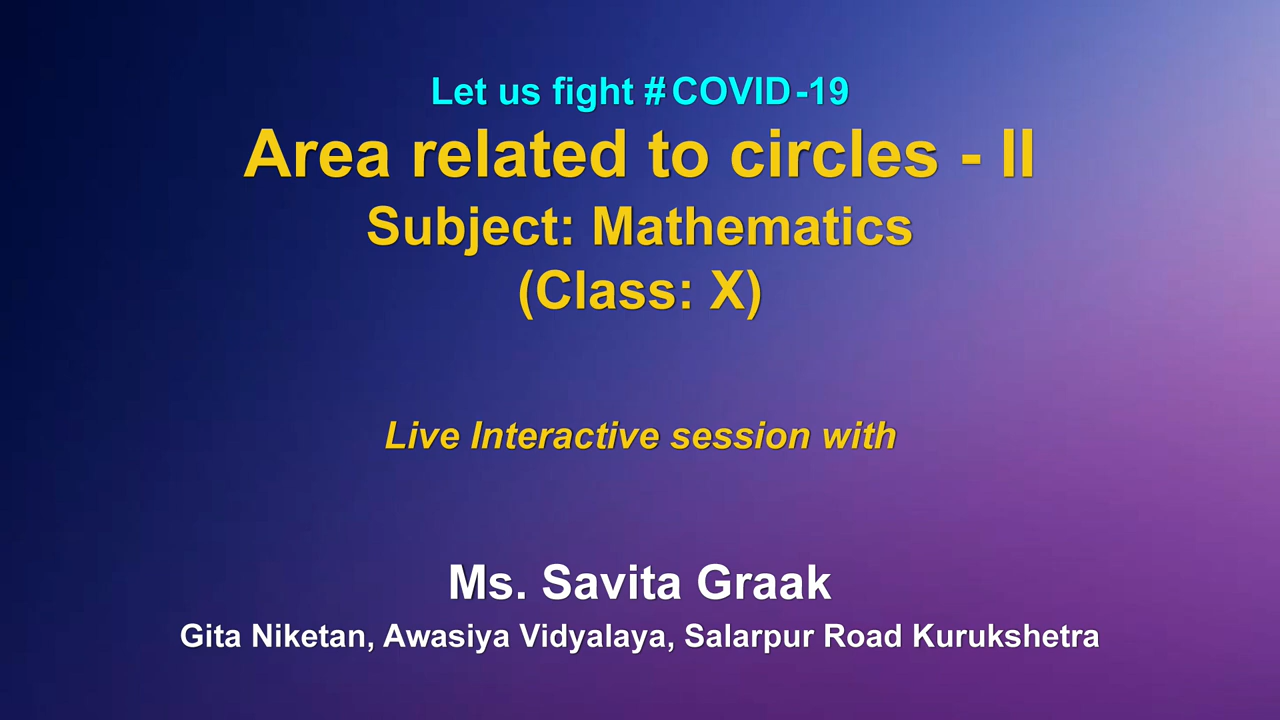 Let us fight #COVID-19
Area related to circles - II
Subject: Mathematics
(Class: X)
Live Interactive session with
Ms. Savita Graak
Gita Niketan, Awasiya Vidyalaya, Salarpur Road Kurukshetra